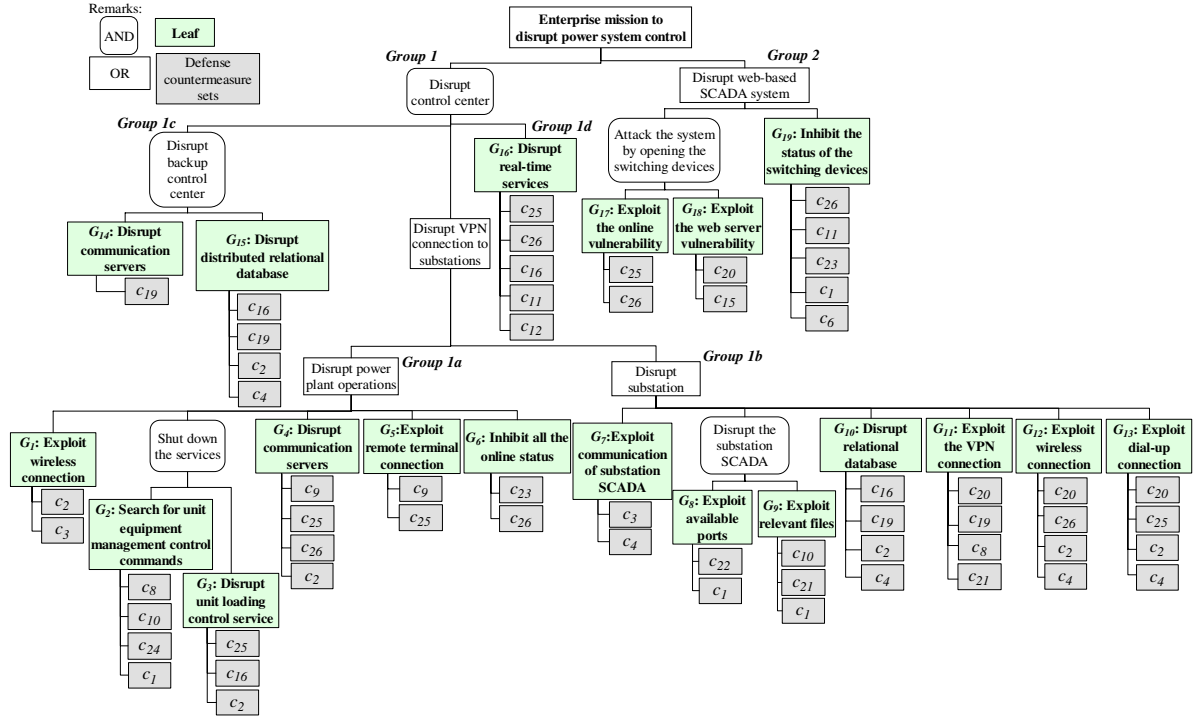 Remarks:
AND
Leaf
OR
Defense
countermeasure
sets
Enterprise mission to
disrupt power system control
Group 1
Disrupt
control center
Group 2
Disrupt web-based
SCADA system
Group 1c
Disrupt
backup
control
center
G14: Disrupt
communication
servers
c19
G15: Disrupt
distributed relational
database
c16
c19
c2
c4
Disrupt VPN
connection to
substations
Group 1d
G16: Disrupt
real-time
services
c25
c26
c16
c11
c12
Attack the system
by opening the
switching devices
G17: Exploit
the online
vulnerability
c25
c26
G18: Exploit
the web server
vulnerability
c20
c15
G19: Inhibit the
status of the
switching devices
c26
c11
c23
c1
c6
Disrupt power
plant operations
Group 1a
Disrupt
substation
Group 1b
G1: Exploit
wireless
connection
c2
c3
Shut down
the services
G2: Search for unit
equipment
management control
commands
c8
c10
c24
c1
G3: Disrupt
unit loading
control service
c25
c16
c2
G4: Disrupt
communication
servers
c9
c25
c26
c2
G5:Exploit
remote terminal
connection
c9
c25
G6: Inhibit all the
online status
c23
c26
G7:Exploit
communication
of substation
SCADA
c3
c4
Disrupt the
substation
SCADA
G8: Exploit
available
ports
c22
c1
G9: Exploit
relevant files
c10
c21
c1
G10: Disrupt
relational
database
c16
c19
c2
c4
G11: Exploit
the VPN
connection
c20
c19
c8
c21
G12: Exploit
wireless
connection
c20
c26
c2
c4
G13: Exploit
dial-up
connection
c20
c25
c2
c4